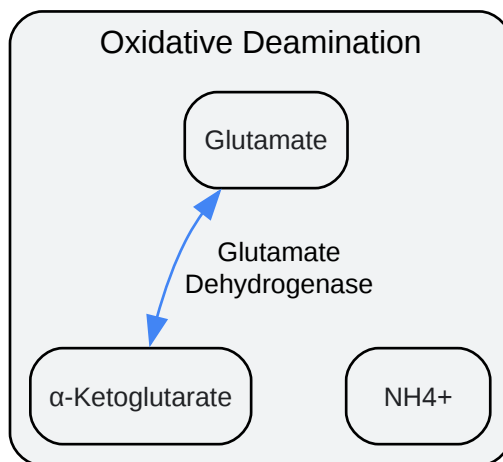 Oxidative Deamination
Glutamate
Glutamate
Dehydrogenase
α-Ketoglutarate
NH4+